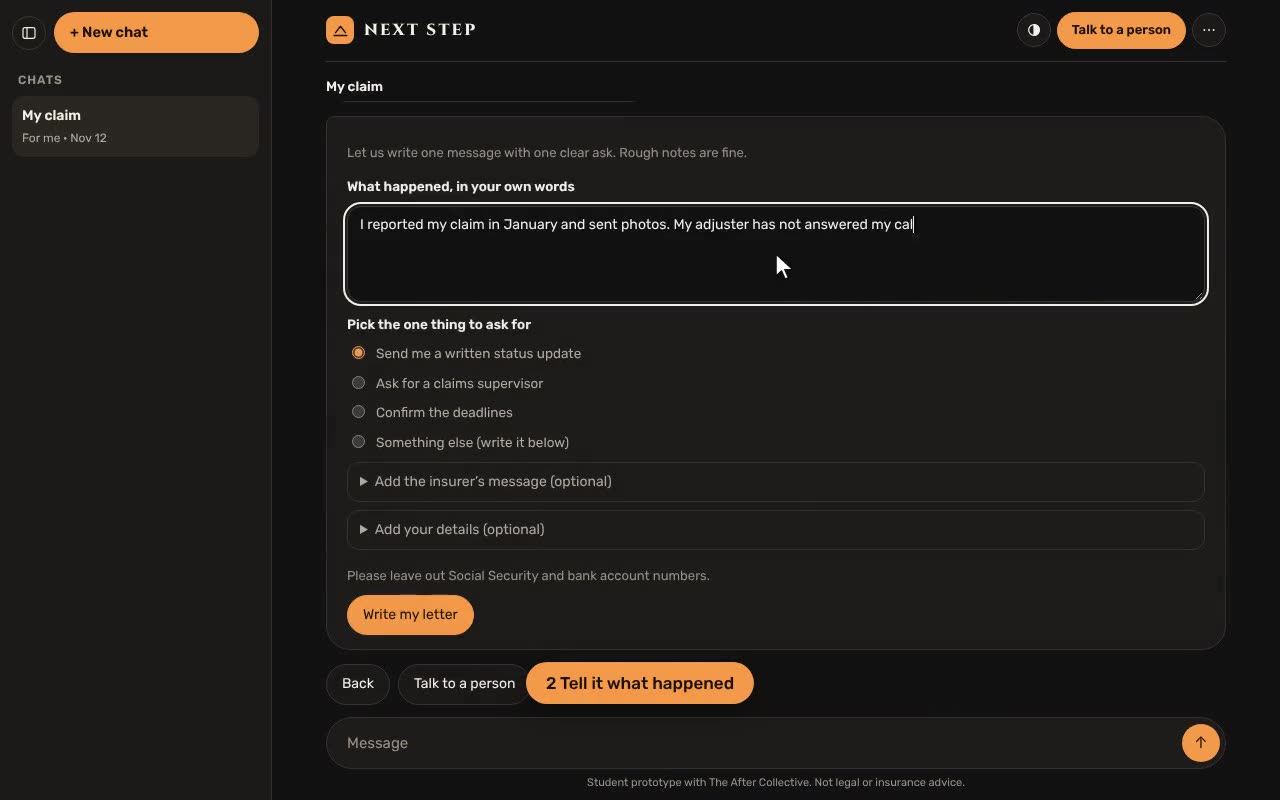 + New chat
CHATS
My claim
For me • Nov 12
NEXT STEP
Talk to a person
My claim
Let us write one message with one clear ask. Rough notes are fine.
What happened, in your own words
I reported my claim in January and sent photos. My adjuster has not answered my cal
Pick the one thing to ask for
Send me a written status update
Ask for a claims supervisor
Confirm the deadlines
Something else (write it below)
Add the insurer's message (optional)
Add your details (optional)
Please leave out Social Security and bank account numbers.
Write my letter
Back
Talk to a person
2 Tell it what happened
Message
Student prototype with The After Collective. Not legal or insurance advice.